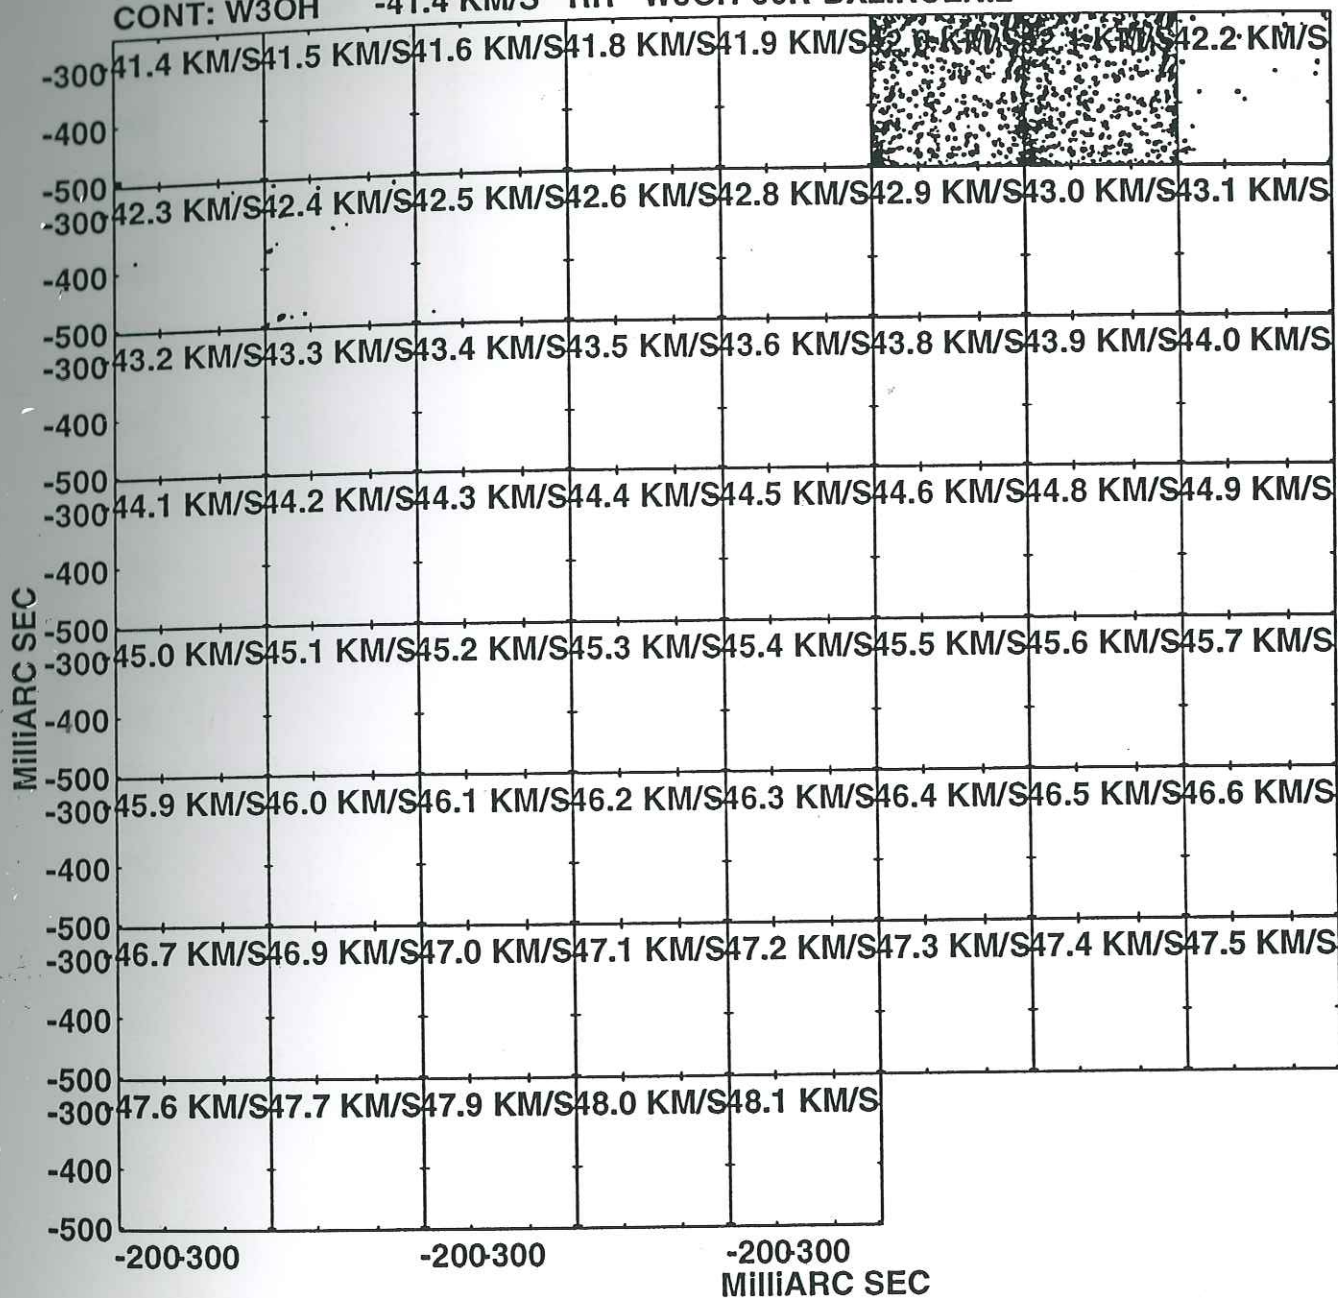 CONT: W3OH -41.4 KM/S RR W3OH
-300 41.4 KM/S 41.5 KM/S 41.6 KM/S 41.8 KM/S 41.9 KM/S 42.0 KM/S 42.1 KM/S 42.2 KM/S
-400
-500
-300 42.3 KM/S 42.4 KM/S 42.5 KM/S 42.6 KM/S 42.8 KM/S 42.9 KM/S 43.0 KM/S 43.1 KM/S
-400
-500
-300 43.2 KM/S 43.3 KM/S 43.4 KM/S 43.5 KM/S 43.6 KM/S 43.8 KM/S 43.9 KM/S 44.0 KM/S
-400
-500
-300 44.1 KM/S 44.2 KM/S 44.3 KM/S 44.4 KM/S 44.5 KM/S 44.6 KM/S 44.8 KM/S 44.9 KM/S
-400
-500
-300 45.0 KM/S 45.1 KM/S 45.2 KM/S 45.3 KM/S 45.4 KM/S 45.5 KM/S 45.6 KM/S 45.7 KM/S
-400
-500
-300 45.9 KM/S 46.0 KM/S 46.1 KM/S 46.2 KM/S 46.3 KM/S 46.4 KM/S 46.5 KM/S 46.6 KM/S
-400
-500
-300 46.7 KM/S 46.9 KM/S 47.0 KM/S 47.1 KM/S 47.2 KM/S 47.3 KM/S 47.4 KM/S 47.5 KM/S
-400
-500
-300 47.6 KM/S 47.7 KM/S 47.9 KM/S 48.0 KM/S 48.1 KM/S
-400
-500
MilliARC SEC
-200-300 -200-300 -200-300
MilliARC SEC